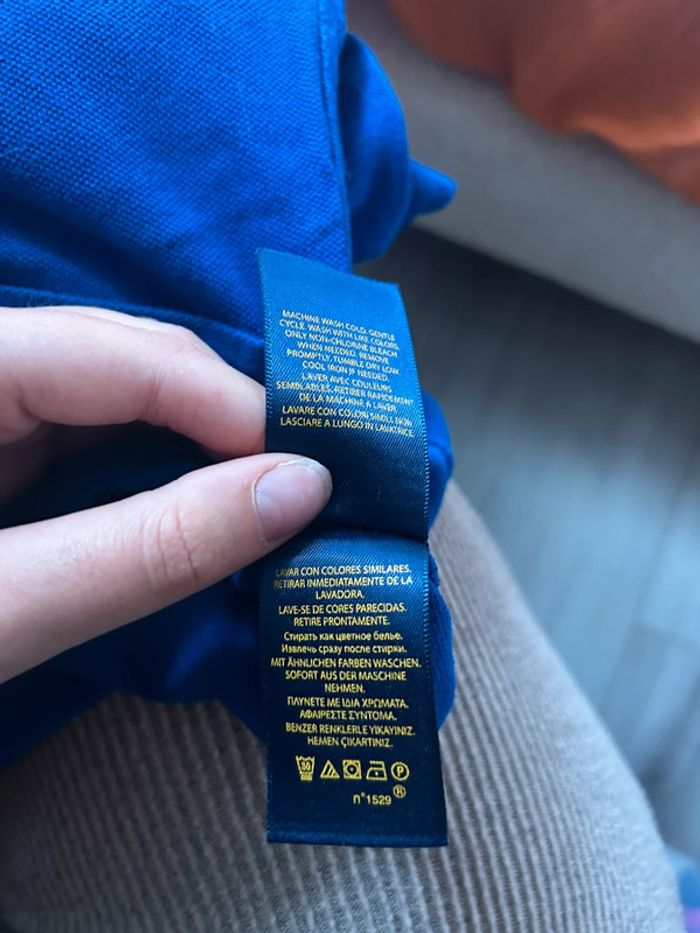 MACHINE WASH COLD, GENTLE
CYCLE. WASH WITH LIKE COLORS.
ONLY NON-CHLORINE BLEACH
WHEN NEEDED. REMOVE
PROMPTLY. TUMBLE DRY LOW.
COOL IRON IF NEEDED.
LAVER AVEC COULEURS
SEMBLABLES. RETIRER RAPIDEMENT
DE LA MACHINE A LAVER.
LAVARE CON COLORI SIMILI. NON
LASCIARE A LUNGO IN LAVATRICE.
LAVAR CON COLORES SIMILARES.
RETIRAR INMEDIATAMENTE DE LA
LAVADORA.
LAVE-SE DE CORES PARECIDAS.
RETIRE PRONTAMENTE.
Стирать как цветное белье.
Извлечь сразу после стирки.
MIT ÄHNLICHEN FARBEN WASCHEN.
SOFORT AUS DER MASCHINE
NEHMEN.
ΠΛΥΝΕΤΕ ΜΕ ΙΔΙΑ ΧΡΩΜΑΤΑ.
ΑΦΑΙΡΕΣΤΕ ΣΥΝΤΟΜΑ.
BENZER RENKLERLE YIKAYINIZ.
HEMEN ÇIKARTINIZ.
30 P
n°1529 ®